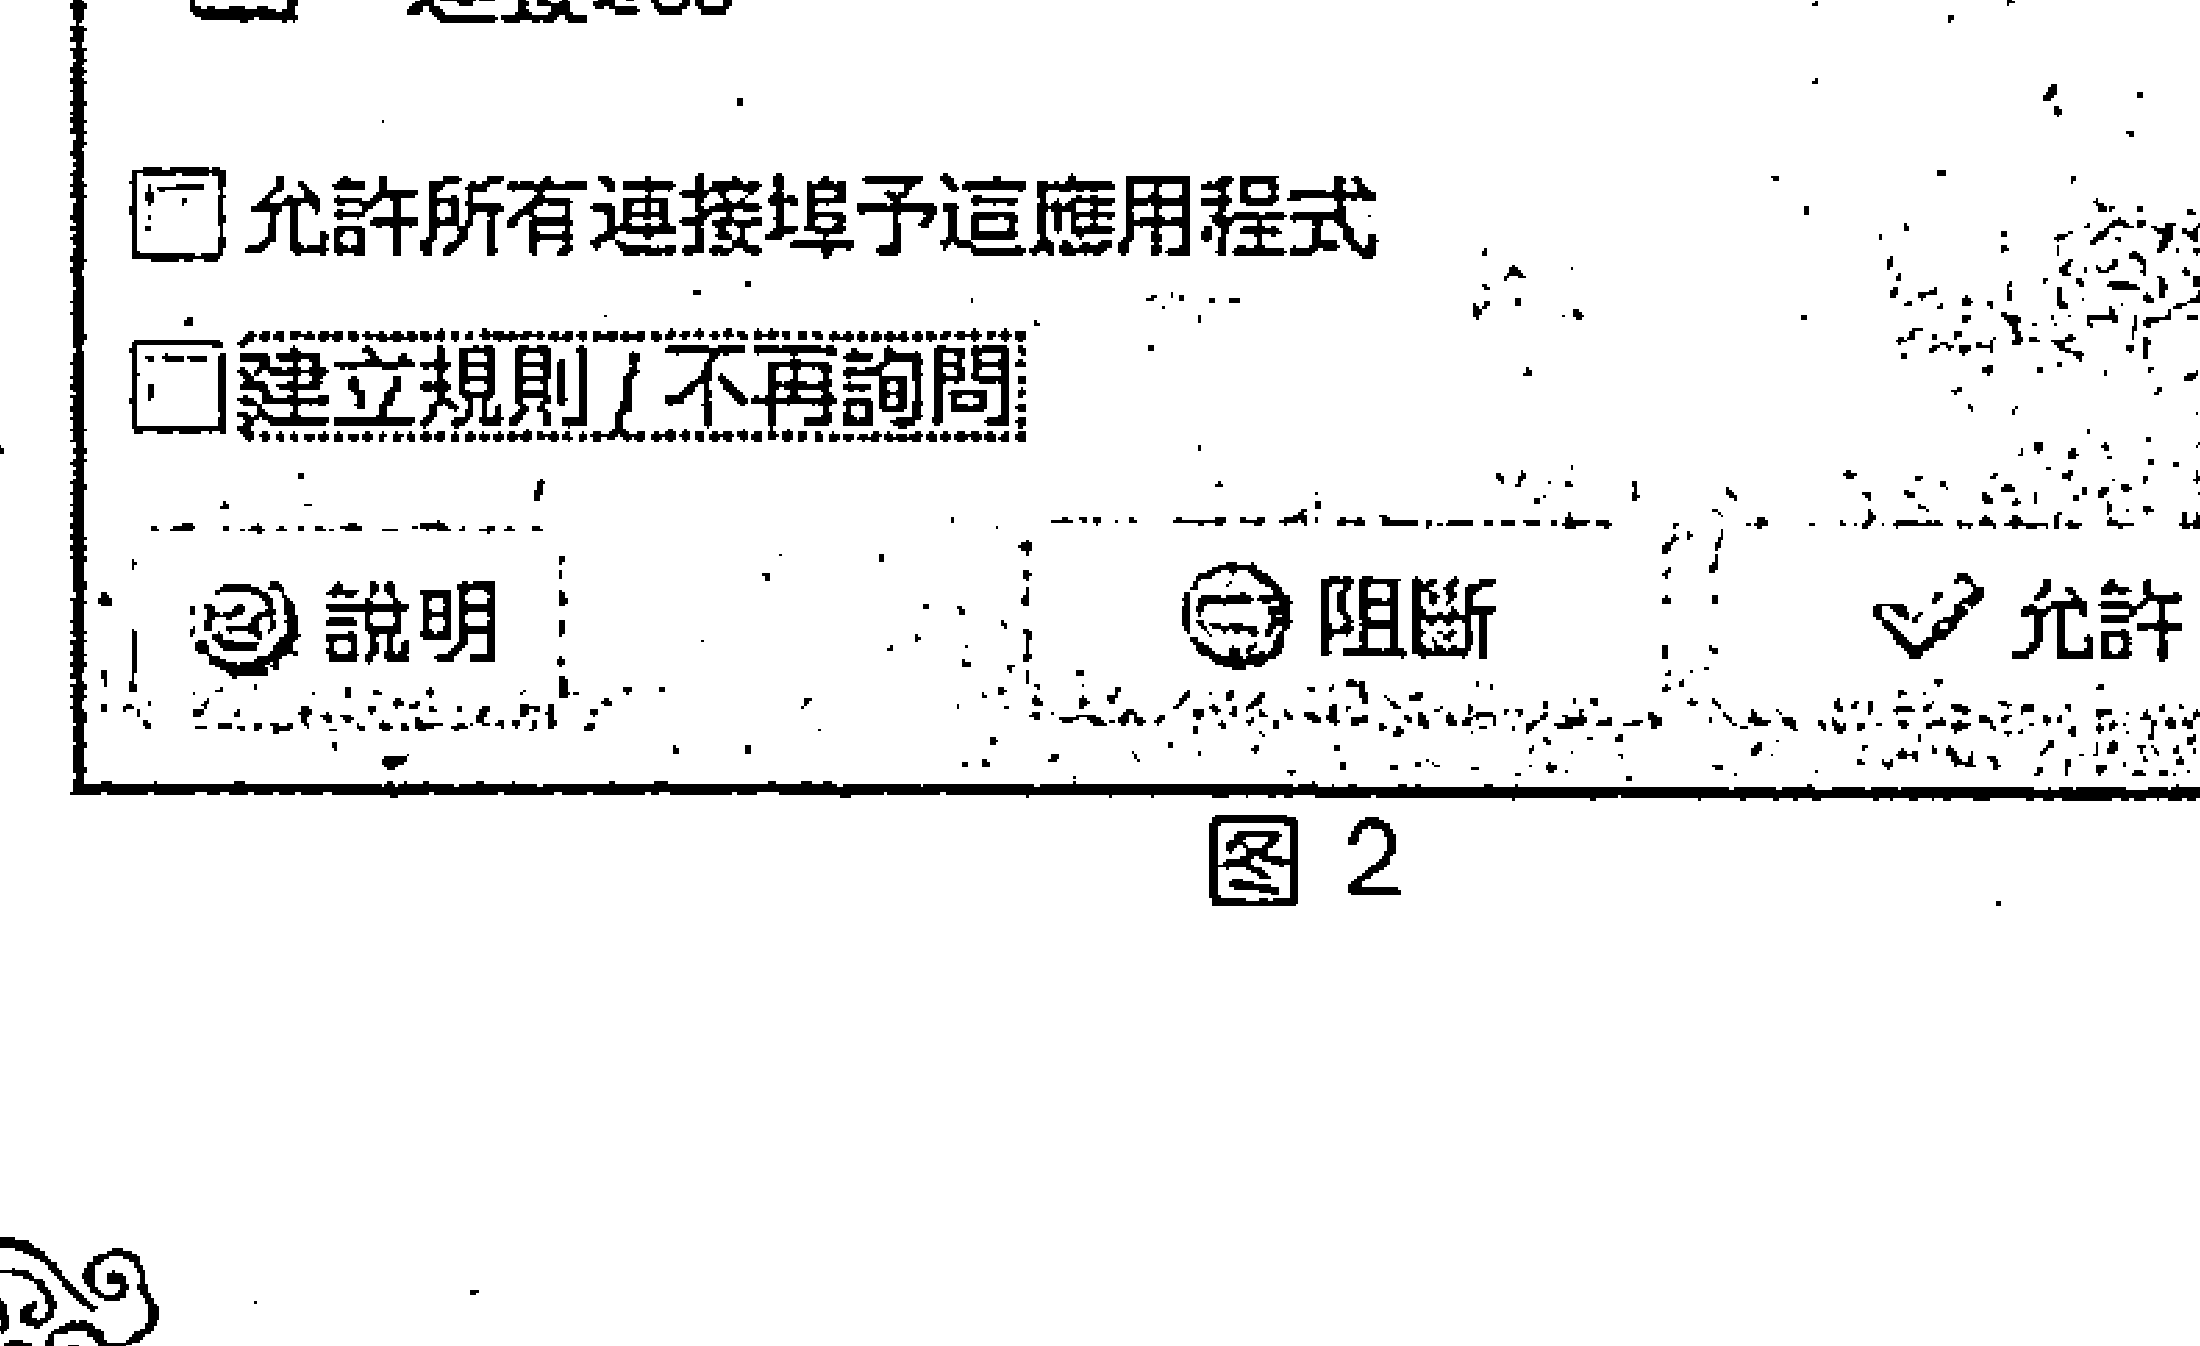 允許所有連接埠予這應用程式
建立規則/不再詢問
説明 阻斷 允許
图 2